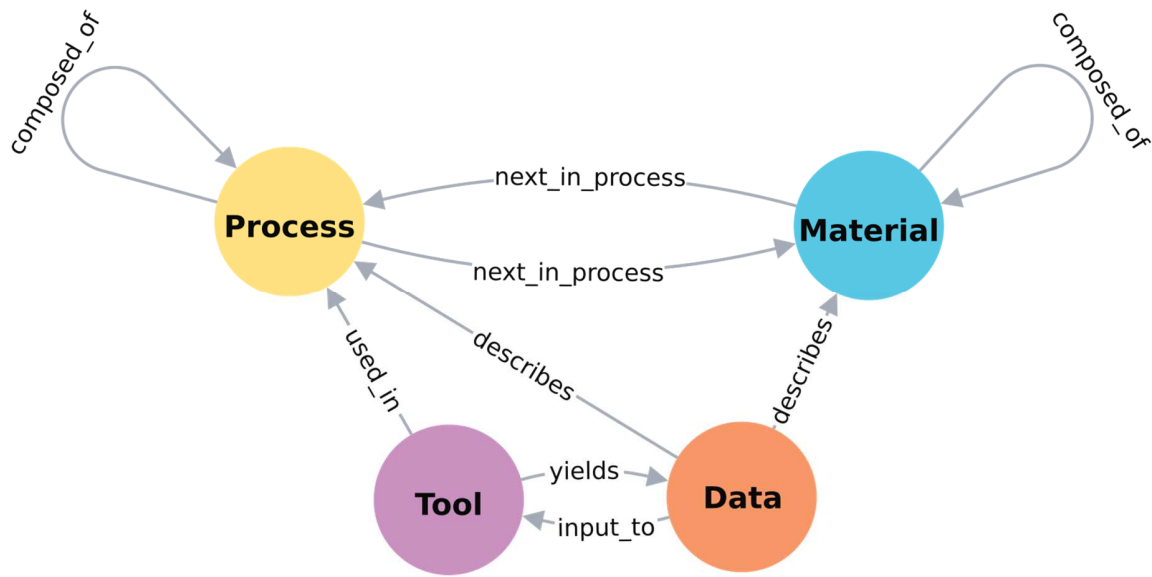 composed_of
composed_of
next_in_process
Process
Material
next_in_process
used_in
describes
describes
yields
Tool
Data
input_to